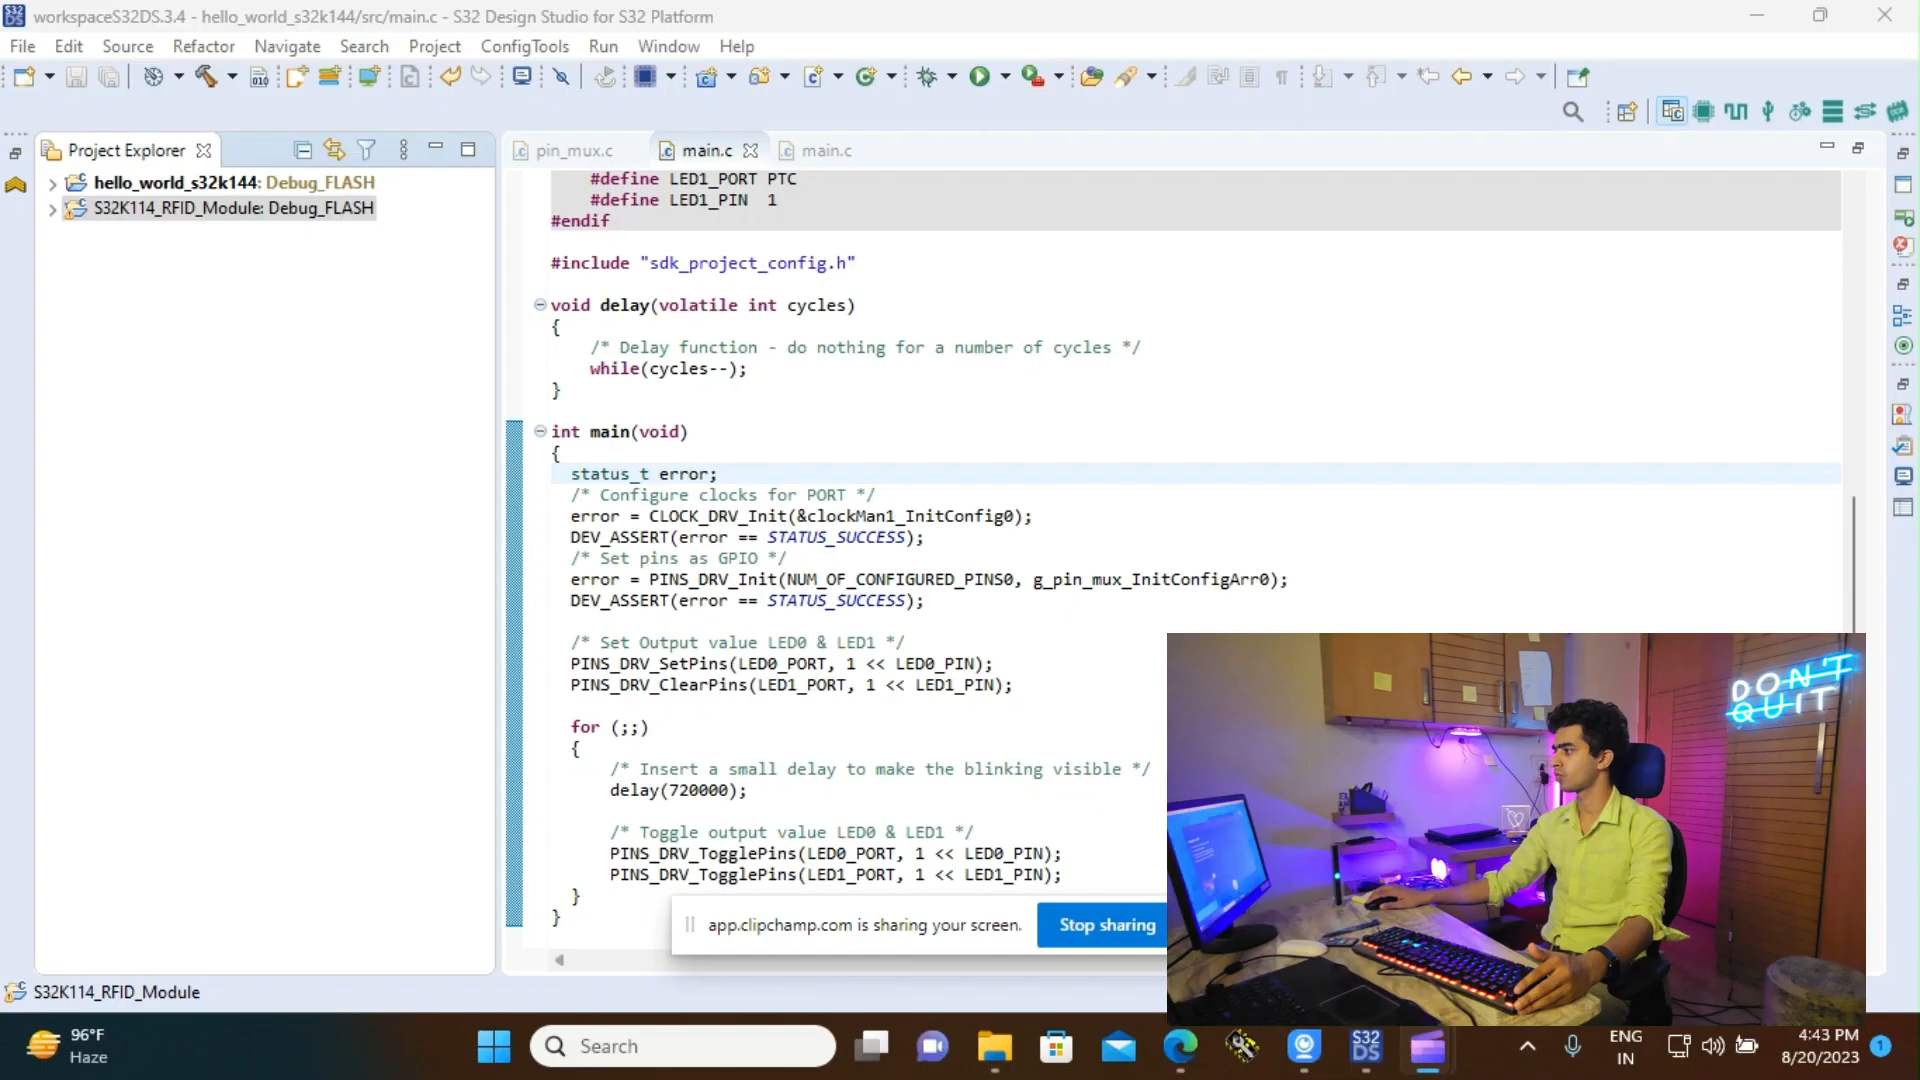 workspaceS32DS.3.4 - hello_world_s32k144/src/main.c - S32 Design Studio for S32 Platform
File Edit Source Refactor Navigate Search Project ConfigTools Run Window Help
Project Explorer
hello_world_s32k144: Debug_FLASH
S32K114_RFID_Module: Debug_FLASH
pin_mux.c main.c main.c
#define LED1_PORT PTC
#define LED1_PIN 1
#endif
#include "sdk_project_config.h"
void delay(volatile int cycles)
{
/* Delay function - do nothing for a number of cycles */
while(cycles--);
}
int main(void)
{
status_t error;
/* Configure clocks for PORT */
error = CLOCK_DRV_Init(&clockMan1_InitConfig0);
DEV_ASSERT(error == STATUS_SUCCESS);
/* Set pins as GPIO */
error = PINS_DRV_Init(NUM_OF_CONFIGURED_PINS0, g_pin_mux_InitConfigArr0);
DEV_ASSERT(error == STATUS_SUCCESS);
/* Set Output value LED0 & LED1 */
PINS_DRV_SetPins(LED0_PORT, 1 << LED0_PIN);
PINS_DRV_ClearPins(LED1_PORT, 1 << LED1_PIN);
for (;;)
{
/* Insert a small delay to make the blinking visible */
delay(720000);
/* Toggle output value LED0 & LED1 */
PINS_DRV_TogglePins(LED0_PORT, 1 << LED0_PIN);
PINS_DRV_TogglePins(LED1_PORT, 1 << LED1_PIN);
}
}
app.clipchamp.com is sharing your screen. Stop sharing
DON'T
QUIT
S32K114_RFID_Module
96°F
Haze
Search
S32
DS
ENG
IN
4:43 PM
8/20/2023
1